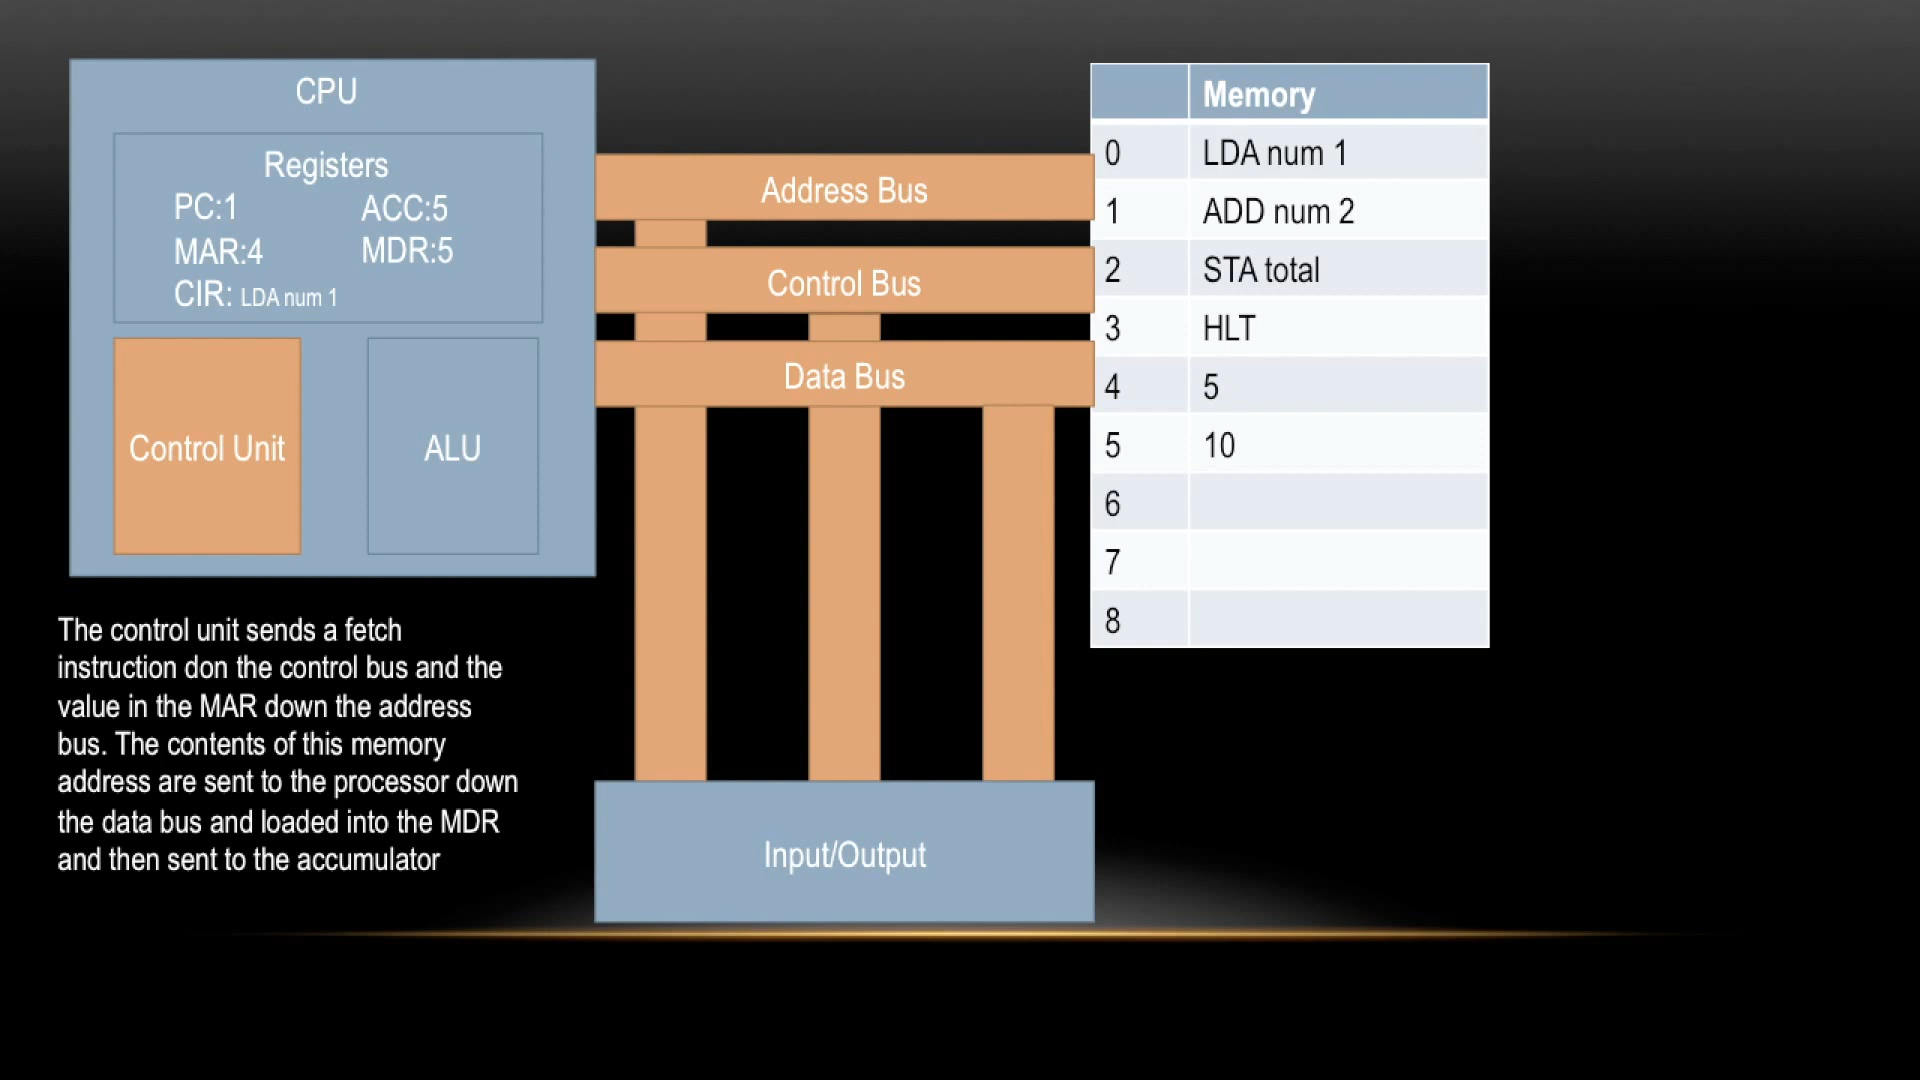 CPU
Registers
PC:1 ACC:5
MAR:4 MDR:5
CIR: LDA num 1
Control Unit
ALU
Address Bus
Control Bus
Data Bus
Input/Output
Memory
0 LDA num 1
1 ADD num 2
2 STA total
3 HLT
4 5
5 10
6
7
8
The control unit sends a fetch
instruction don the control bus and the
value in the MAR down the address
bus. The contents of this memory
address are sent to the processor down
the data bus and loaded into the MDR
and then sent to the accumulator